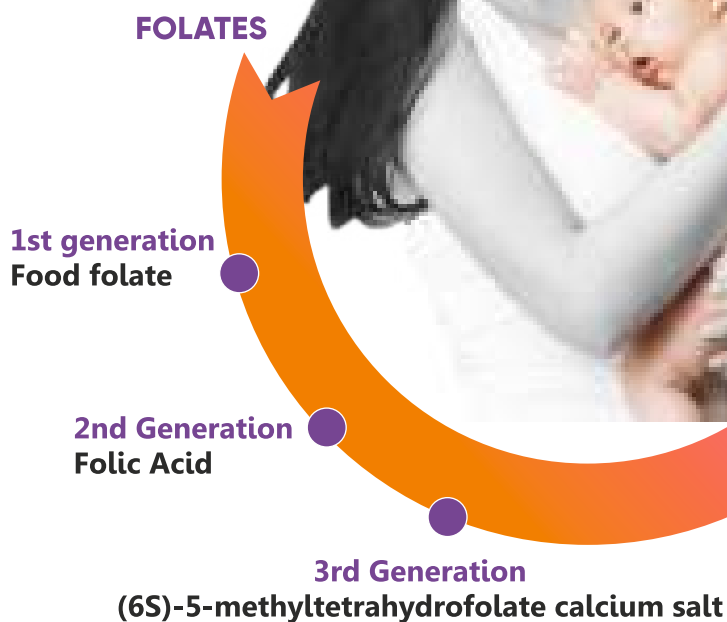 FOLATES
1st generation
Food folate
2nd Generation
Folic Acid
3rd Generation
(6S)-5-methyltetrahydrofolate calcium salt